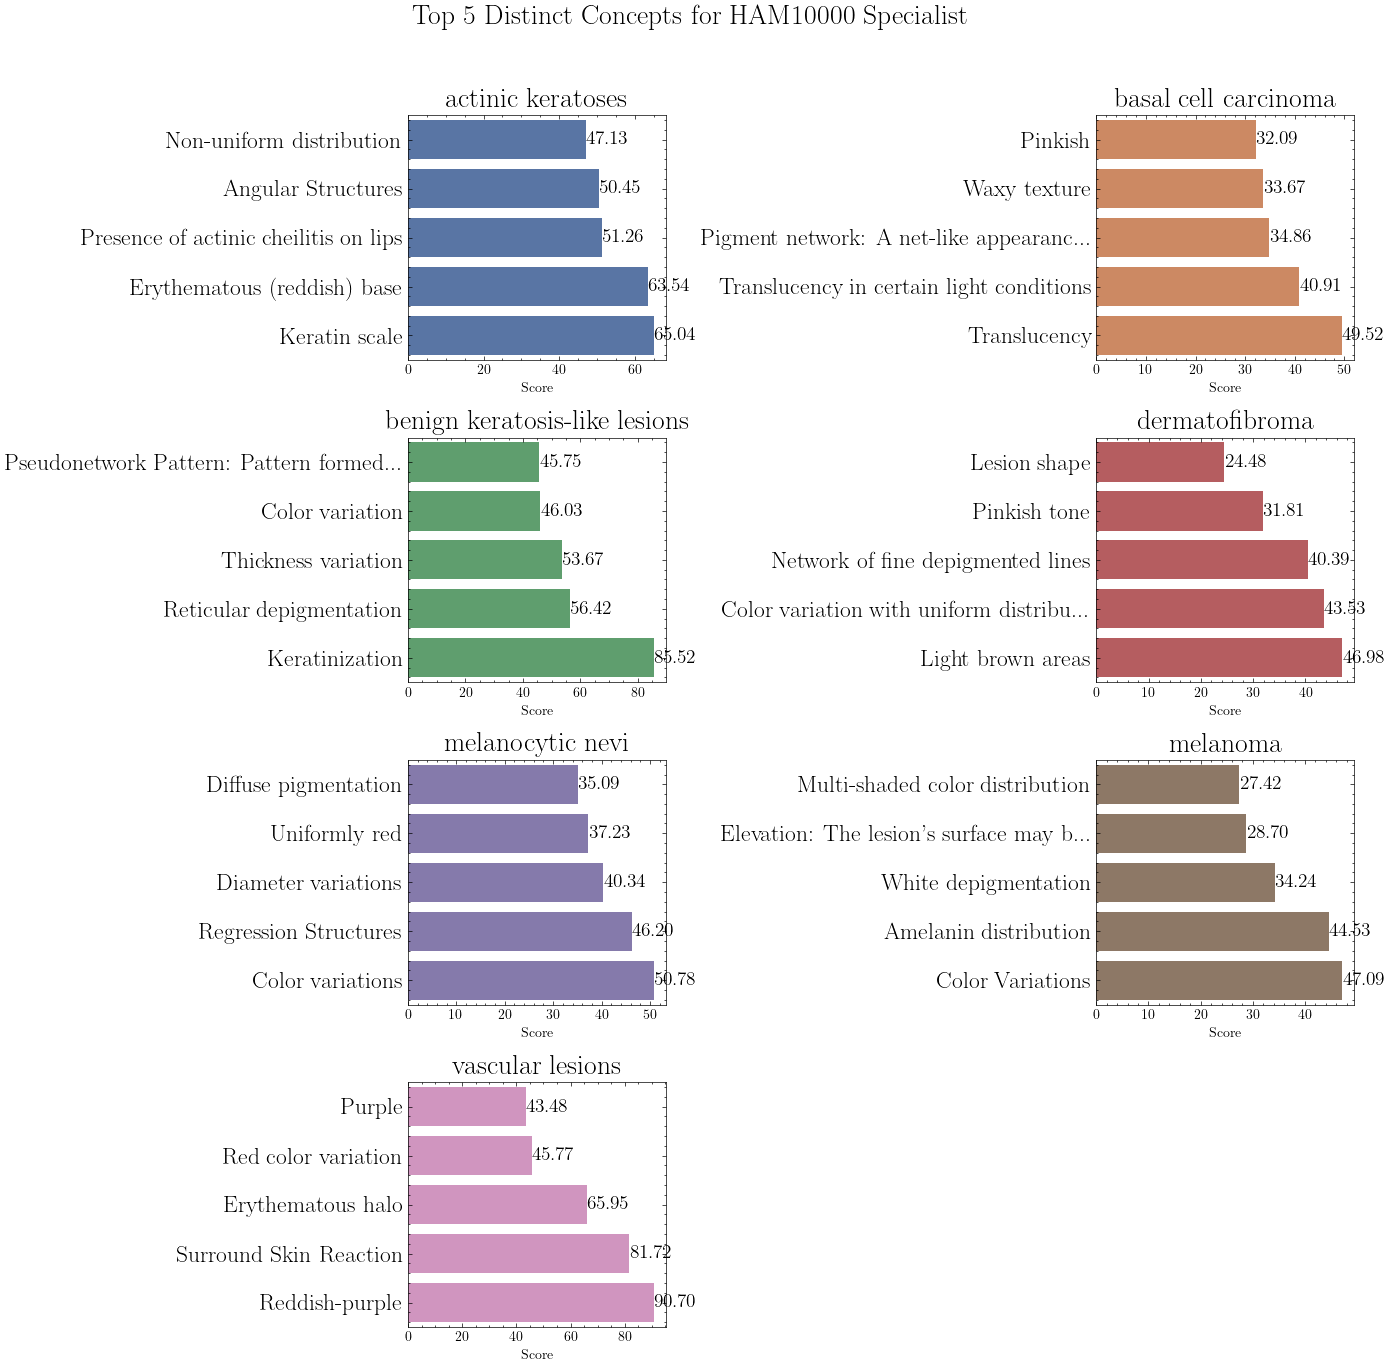 Top 5 Distinct Concepts for HAM10000 Specialist
actinic keratoses
Non-uniform distribution 47.13
Angular Structures 50.45
Presence of actinic cheilitis on lips 51.26
Erythematous (reddish) base 63.54
Keratin scale 65.04
0 20 40 60
Score
basal cell carcinoma
Pinkish 32.09
Waxy texture 33.67
Pigment network: A net-like appearanc... 34.86
Translucency in certain light conditions 40.91
Translucency 49.52
0 10 20 30 40 50
Score
benign keratosis-like lesions
Pseudonetwork Pattern: Pattern formed... 45.75
Color variation 46.03
Thickness variation 53.67
Reticular depigmentation 56.42
Keratinization 85.52
0 20 40 60 80
Score
dermatofibroma
Lesion shape 24.48
Pinkish tone 31.81
Network of fine depigmented lines 40.39
Color variation with uniform distribu... 43.53
Light brown areas 46.98
0 10 20 30 40
Score
melanocytic nevi
Diffuse pigmentation 35.09
Uniformly red 37.23
Diameter variations 40.34
Regression Structures 46.20
Color variations 50.78
0 10 20 30 40 50
Score
melanoma
Multi-shaded color distribution 27.42
Elevation: The lesion's surface may b... 28.70
White depigmentation 34.24
Amelanin distribution 44.53
Color Variations 47.09
0 10 20 30 40
Score
vascular lesions
Purple 43.48
Red color variation 45.77
Erythematous halo 65.95
Surround Skin Reaction 81.72
Reddish-purple 90.70
0 20 40 60 80
Score